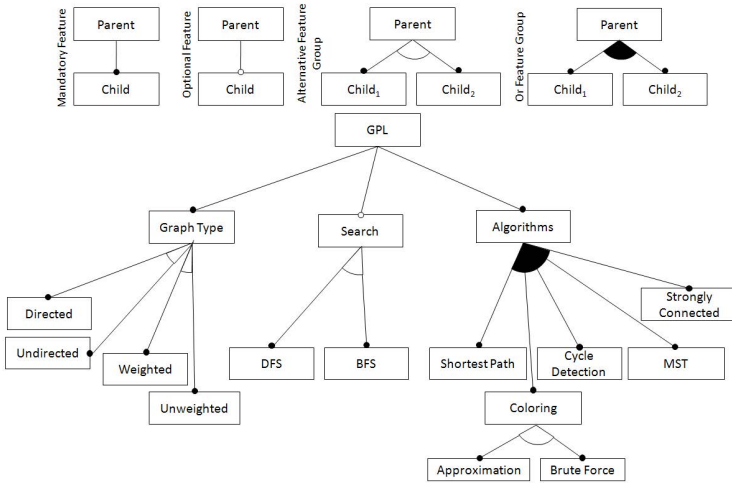 Mandatory Feature
Parent
Child
Optional Feature
Parent
Child
Alternative Feature
Group
Parent
Child₁
Child₂
Or Feature Group
Parent
Child₁
Child₂
GPL
Graph Type
Search
Algorithms
Directed
Undirected
Weighted
Unweighted
DFS
BFS
Shortest Path
Cycle
Detection
MST
Strongly
Connected
Coloring
Approximation
Brute Force